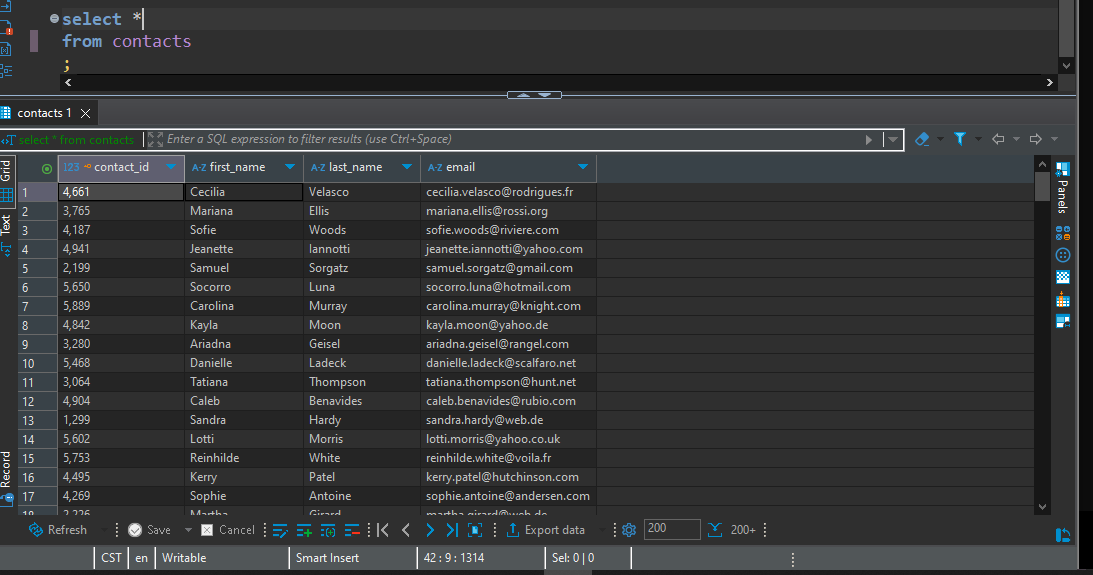 select *
from contacts
;
contacts 1
select * from contacts
Enter a SQL expression to filter results (use Ctrl+Space)
Grid
Text
Record
123 contact_id A-Z first_name A-Z last_name A-Z email
1 4,661 Cecilia Velasco cecilia.velasco@rodrigues.fr
2 3,765 Mariana Ellis mariana.ellis@rossi.org
3 4,187 Sofie Woods sofie.woods@riviere.com
4 4,941 Jeanette Iannotti jeanette.iannotti@yahoo.com
5 2,199 Samuel Sorgatz samuel.sorgatz@gmail.com
6 5,650 Socorro Luna socorro.luna@hotmail.com
7 5,889 Carolina Murray carolina.murray@knight.com
8 4,842 Kayla Moon kayla.moon@yahoo.de
9 3,280 Ariadna Geisel ariadna.geisel@rangel.com
10 5,468 Danielle Ladeck danielle.ladeck@scalfaro.net
11 3,064 Tatiana Thompson tatiana.thompson@hunt.net
12 4,904 Caleb Benavides caleb.benavides@rubio.com
13 1,299 Sandra Hardy sandra.hardy@web.de
14 5,602 Lotti Morris lotti.morris@yahoo.co.uk
15 5,753 Reinhilde White reinhilde.white@voila.fr
16 4,495 Kerry Patel kerry.patel@hutchinson.com
17 4,269 Sophie Antoine sophie.antoine@andersen.com
18 2,226 Martha Girard martha.girard@web.de
Panels
Refresh Save Cancel Export data 200 200+
CST en Writable Smart Insert 42 : 9 : 1314 Sel: 0 | 0